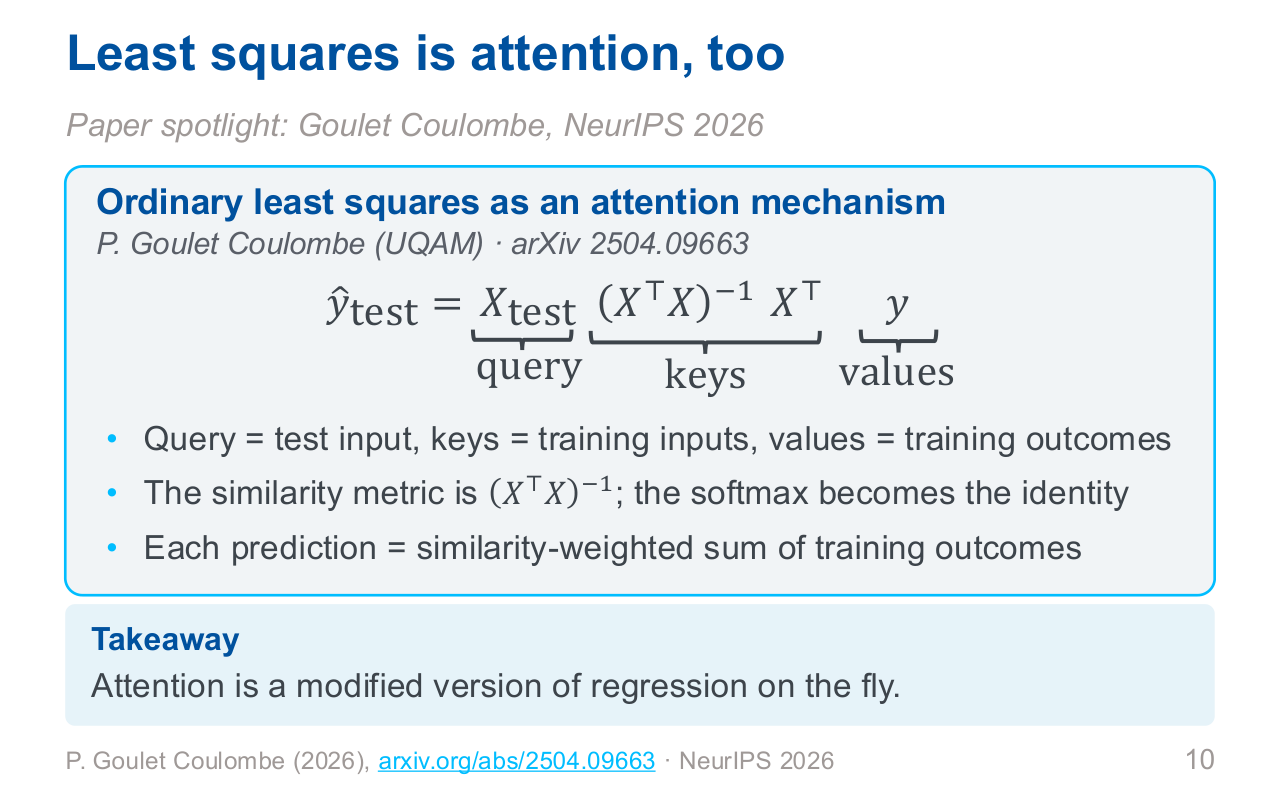 Least squares is attention, too
Paper spotlight: Goulet Coulombe, NeurIPS 2026
Ordinary least squares as an attention mechanism
P. Goulet Coulombe (UQAM) · arXiv 2504.09663
ŷtest = Xtest (X⊤X)⁻¹ X⊤ y
query keys values
• Query = test input, keys = training inputs, values = training outcomes
• The similarity metric is (X⊤X)⁻¹; the softmax becomes the identity
• Each prediction = similarity-weighted sum of training outcomes
Takeaway
Attention is a modified version of regression on the fly.
P. Goulet Coulombe (2026), arxiv.org/abs/2504.09663 · NeurIPS 2026 10